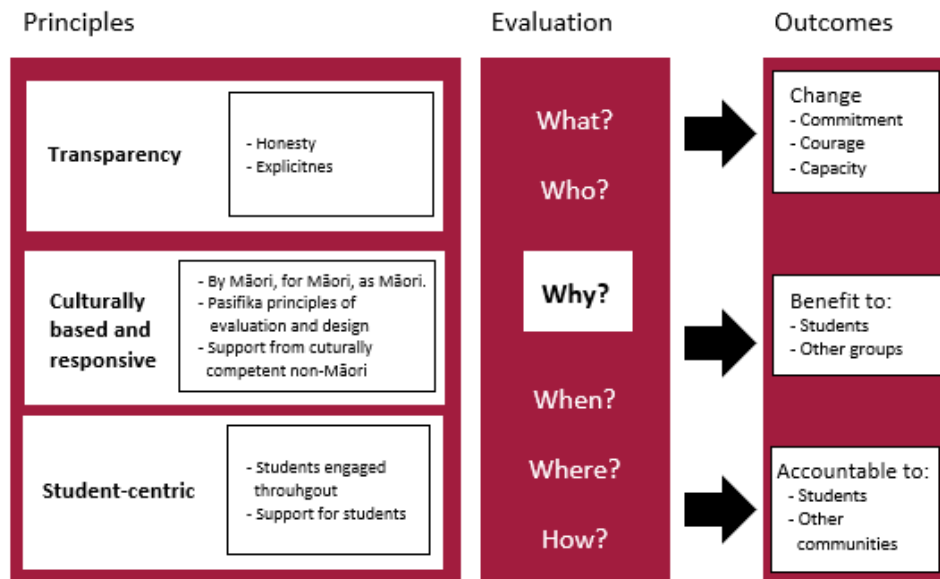 Principles
Transparency
- Honesty
- Explicitnes
Culturally
based and
responsive
- By Māori, for Māori, as Māori.
- Pasifika principles of
evaluation and design
- Support from cuturally
competent non-Māori
Student-centric
- Students engaged
throuhgout
- Support for students
Evaluation
What?
Who?
Why?
When?
Where?
How?
Outcomes
Change
- Commitment
- Courage
- Capacity
Benefit to:
- Students
- Other groups
Accountable to:
- Students
- Other
communities